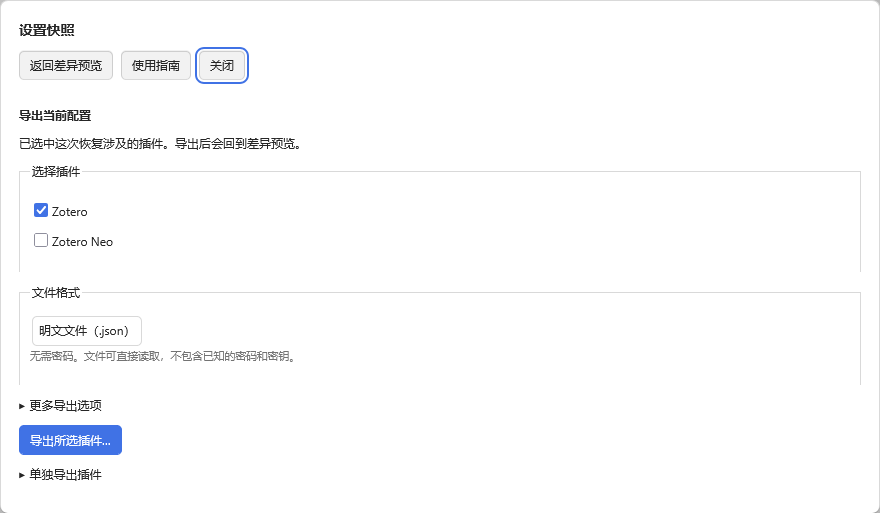 设置快照
返回差异预览 使用指南 关闭
导出当前配置
已选中这次恢复涉及的插件。导出后会回到差异预览。
选择插件
Zotero
Zotero Neo
文件格式
明文文件（.json）
无需密码。文件可直接读取，不包含已知的密码和密钥。
▸ 更多导出选项
导出所选插件...
▸ 单独导出插件